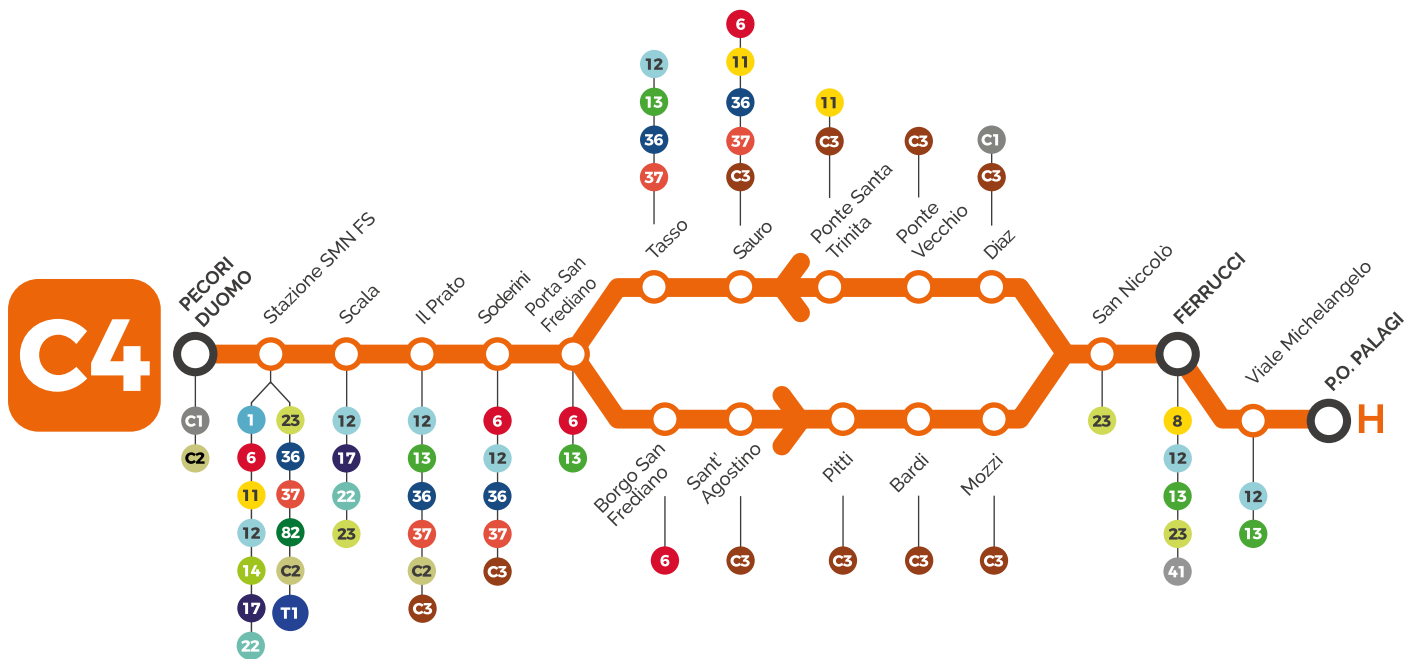 C4
PECORI
DUOMO
C1
C2
Stazione SMN FS
1
6
11
12
14
17
22
23
36
37
82
C2
T1
Scala
12
17
22
23
Il Prato
12
13
36
37
C2
C3
Soderini
6
12
36
37
C3
Porta San
Frediano
6
13
12
13
36
37
Tasso
6
11
36
37
C3
Sauro
11
C3
Ponte Santa
Trinita
C3
Ponte
Vecchio
C1
C3
Diaz
Borgo San
Frediano
6
Sant'
Agostino
C3
Pitti
C3
Bardi
C3
Mozzi
C3
San Niccolò
23
FERRUCCI
8
12
13
23
41
Viale Michelangelo
12
13
P.O. PALAGI
H